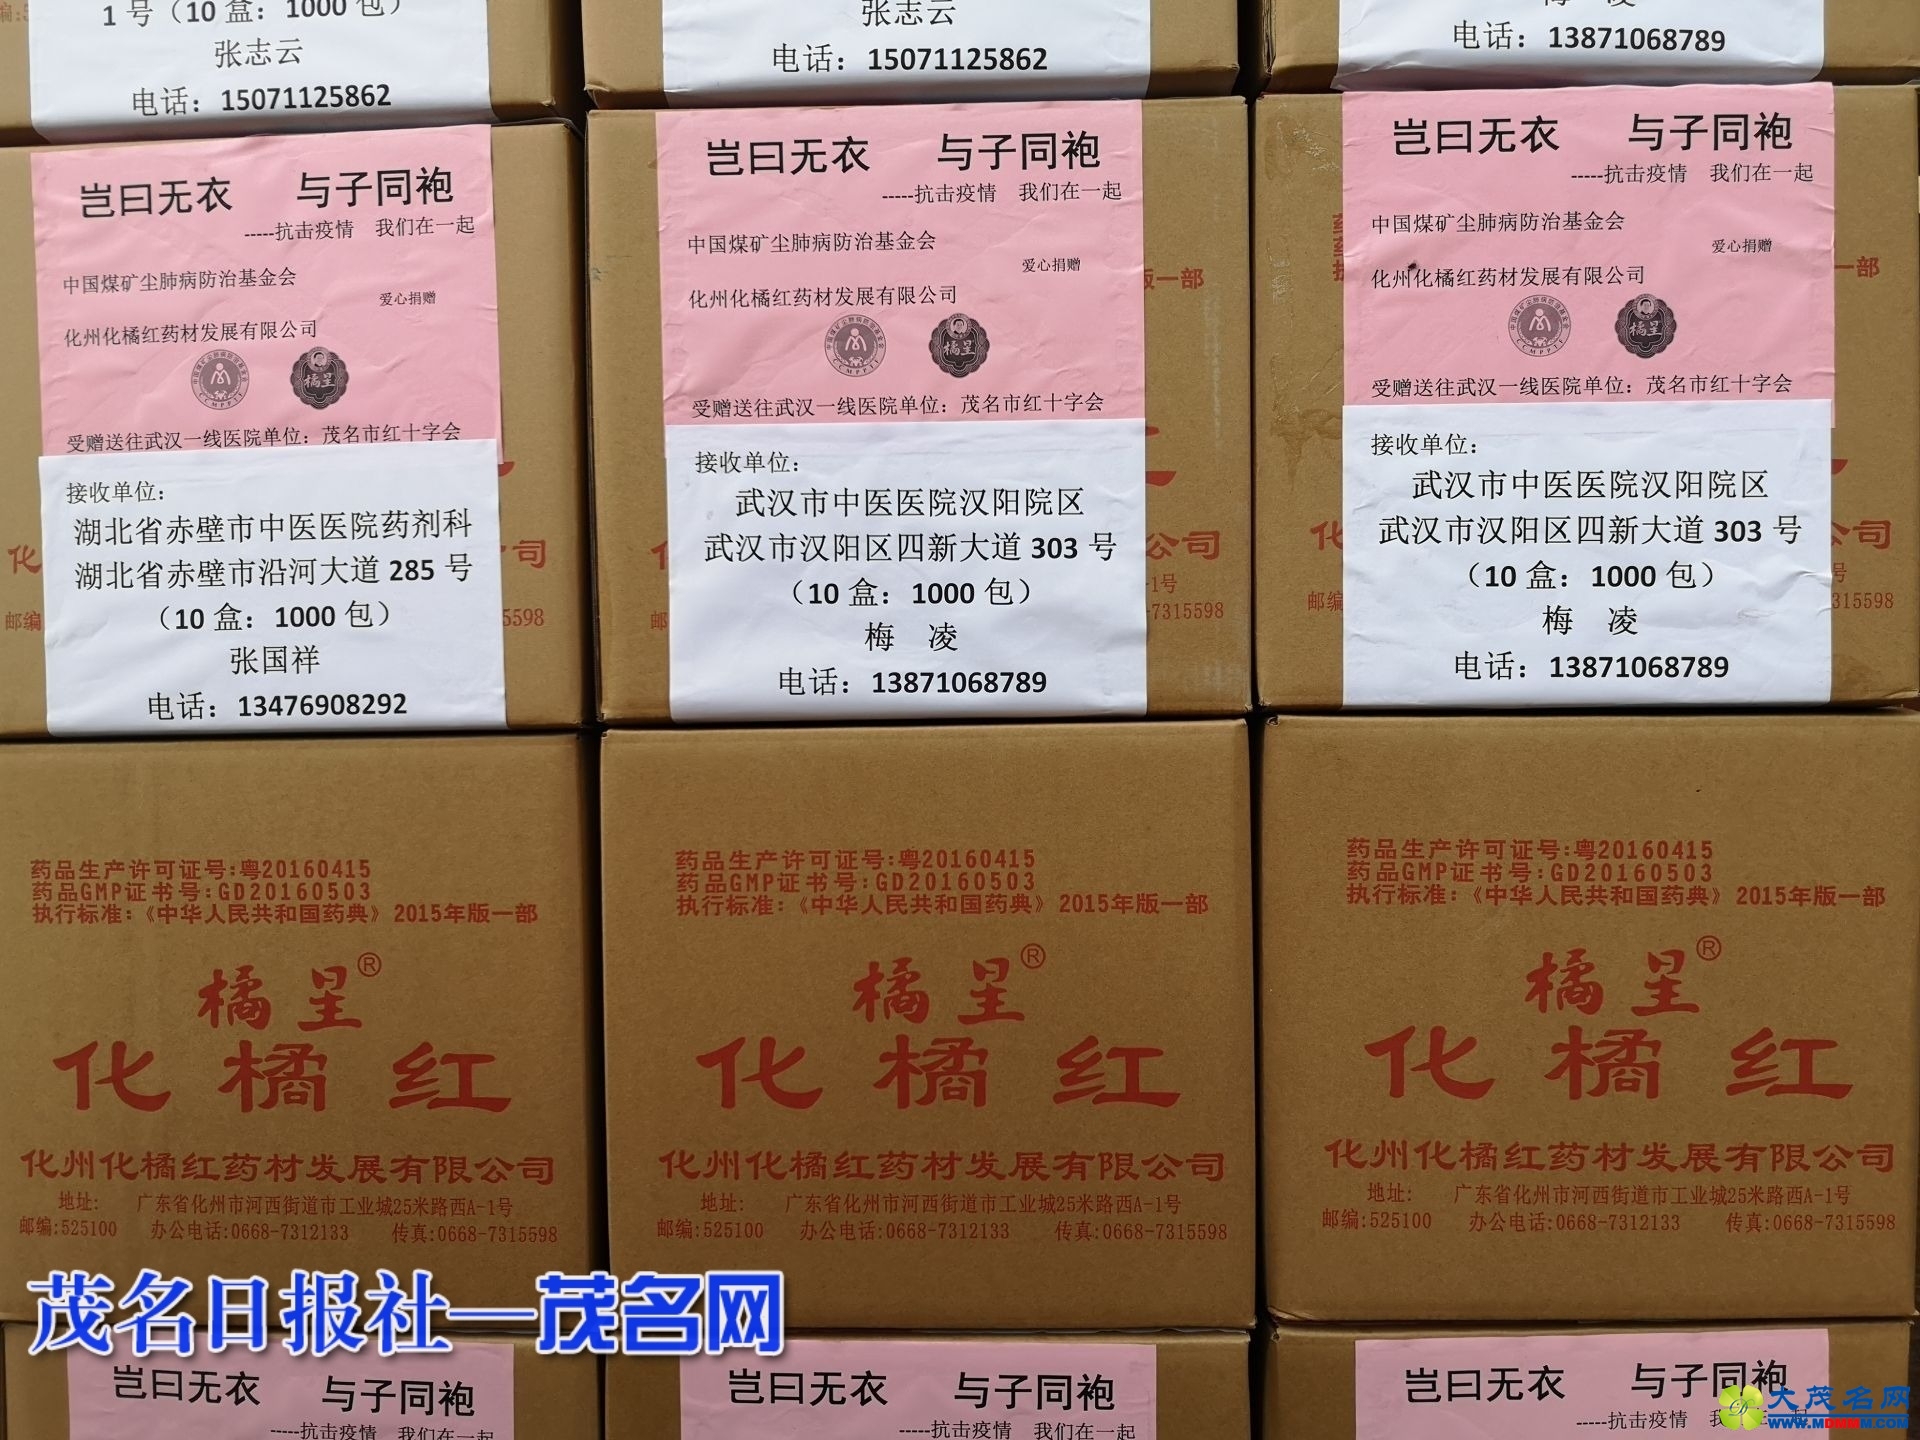 1 号（10 盒：1000 包）
张志云
电话：15071125862
张志云
电话：15071125862
电话：13871068789
岂曰无衣 与子同袍
-----抗击疫情 我们在一起
中国煤矿尘肺病防治基金会
爱心捐赠
化州化橘红药材发展有限公司
橘星
受赠送往武汉一线医院单位：茂名市红十字会
接收单位：
湖北省赤壁市中医医院药剂科
湖北省赤壁市沿河大道 285 号
（10 盒：1000 包）
张国祥
电话：13476908292
岂曰无衣 与子同袍
-----抗击疫情 我们在一起
中国煤矿尘肺病防治基金会
爱心捐赠
化州化橘红药材发展有限公司
橘星
受赠送往武汉一线医院单位：茂名市红十字会
接收单位：
武汉市中医医院汉阳院区
武汉市汉阳区四新大道 303 号
（10 盒：1000 包）
梅 凌
电话：13871068789
版一部
公司
-1号
-7315598
岂曰无衣 与子同袍
-----抗击疫情 我们在一起
中国煤矿尘肺病防治基金会
爱心捐赠
化州化橘红药材发展有限公司
橘星
受赠送往武汉一线医院单位：茂名市红十字会
接收单位：
武汉市中医医院汉阳院区
武汉市汉阳区四新大道 303 号
（10 盒：1000 包）
梅 凌
电话：13871068789
一部
公司
号
315598
药品生产许可证号:粤20160415
药品GMP证书号:GD20160503
执行标准:《中华人民共和国药典》2015年版一部
橘星®
化橘红
化州化橘红药材发展有限公司
地址: 广东省化州市河西街道市工业城25米路西A-1号
邮编:525100 办公电话:0668-7312133 传真:0668-7315598
药品生产许可证号:粤20160415
药品GMP证书号:GD20160503
执行标准:《中华人民共和国药典》2015年版一部
橘星®
化橘红
化州化橘红药材发展有限公司
地址: 广东省化州市河西街道市工业城25米路西A-1号
邮编:525100 办公电话:0668-7312133 传真:0668-7315598
药品生产许可证号:粤20160415
药品GMP证书号:GD20160503
执行标准:《中华人民共和国药典》2015年版一部
橘星®
化橘红
化州化橘红药材发展有限公司
地址: 广东省化州市河西街道市工业城25米路西A-1号
邮编:525100 办公电话:0668-7312133 传真:0668-7315598
茂名日报社—茂名网
岂曰无衣 与子同袍
-----抗击疫情 我们在一起
岂曰无衣 与子同袍
-----抗击疫情 我们在一起
岂曰无衣 与子同袍
-----抗击疫情
大茂名网
WWW.MDMMM.COM